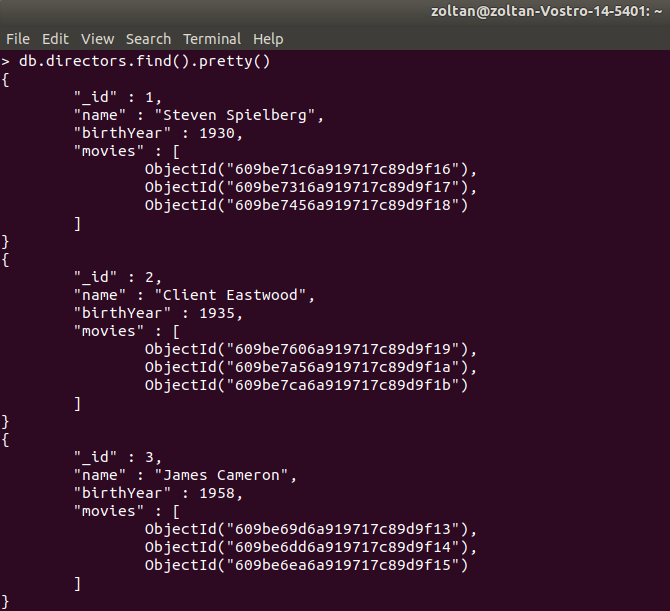 zoltan@zoltan-Vostro-14-5401: ~
File Edit View Search Terminal Help
> db.directors.find().pretty()
{
        "_id" : 1,
        "name" : "Steven Spielberg",
        "birthYear" : 1930,
        "movies" : [
                ObjectId("609be71c6a919717c89d9f16"),
                ObjectId("609be7316a919717c89d9f17"),
                ObjectId("609be7456a919717c89d9f18")
        ]
}
{
        "_id" : 2,
        "name" : "Client Eastwood",
        "birthYear" : 1935,
        "movies" : [
                ObjectId("609be7606a919717c89d9f19"),
                ObjectId("609be7a56a919717c89d9f1a"),
                ObjectId("609be7ca6a919717c89d9f1b")
        ]
}
{
        "_id" : 3,
        "name" : "James Cameron",
        "birthYear" : 1958,
        "movies" : [
                ObjectId("609be69d6a919717c89d9f13"),
                ObjectId("609be6dd6a919717c89d9f14"),
                ObjectId("609be6ea6a919717c89d9f15")
        ]
}